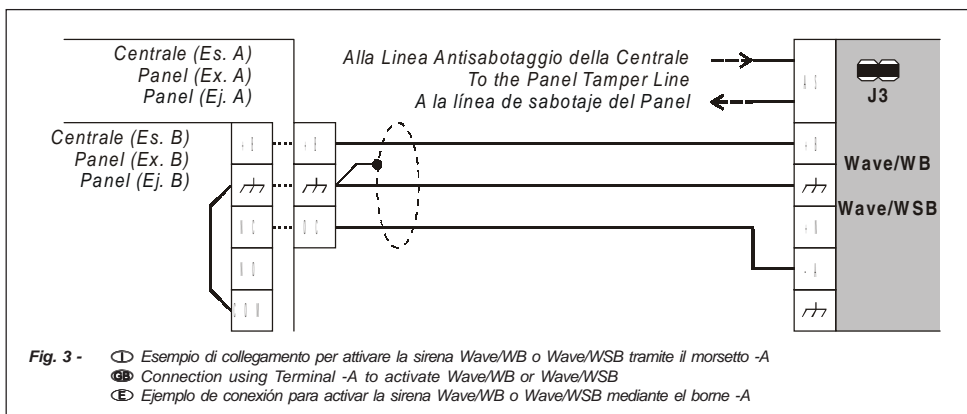 Centrale (Es. A)
Panel (Ex. A)
Panel (Ej. A)
Alla Linea Antisabotaggio della Centrale
To the Panel Tamper Line
A la línea de sabotaje del Panel
J3
Centrale (Es. B)
Panel (Ex. B)
Panel (Ej. B)
Wave/WB
Wave/WSB
Fig. 3 - I Esempio di collegamento per attivare la sirena Wave/WB o Wave/WSB tramite il morsetto -A
GB Connection using Terminal -A to activate Wave/WB or Wave/WSB
E Ejemplo de conexión para activar la sirena Wave/WB o Wave/WSB mediante el borne -A